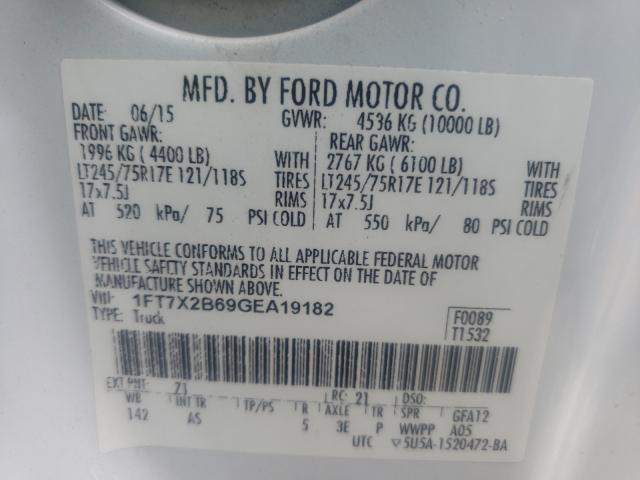 MFD. BY FORD MOTOR CO.
DATE: 06/15 GVWR: 4536 KG (10000 LB)
FRONT GAWR: REAR GAWR:
1996 KG ( 4400 LB) WITH 2767 KG ( 6100 LB) WITH
LT245/75R17E 121/118S TIRES LT245/75R17E 121/118S TIRES
17x7.5J RIMS 17x7.5J RIMS
AT 520 kPa/ 75 PSI COLD AT 550 kPa/ 80 PSI COLD
THIS VEHICLE CONFORMS TO ALL APPLICABLE FEDERAL MOTOR
VEHICLE SAFETY STANDARDS IN EFFECT ON THE DATE OF
MANUFACTURE SHOWN ABOVE.
VIN: 1FT7X2B69GEA19182 F0089
TYPE: Truck T1532
EXT PNT: 71 LRC: 21 DSO:
WB INT TR TP/PS R AXLE TR SPR GFA12
142 AS 5 3E P WWPP A05
UTC 5U5A-1520472-BA